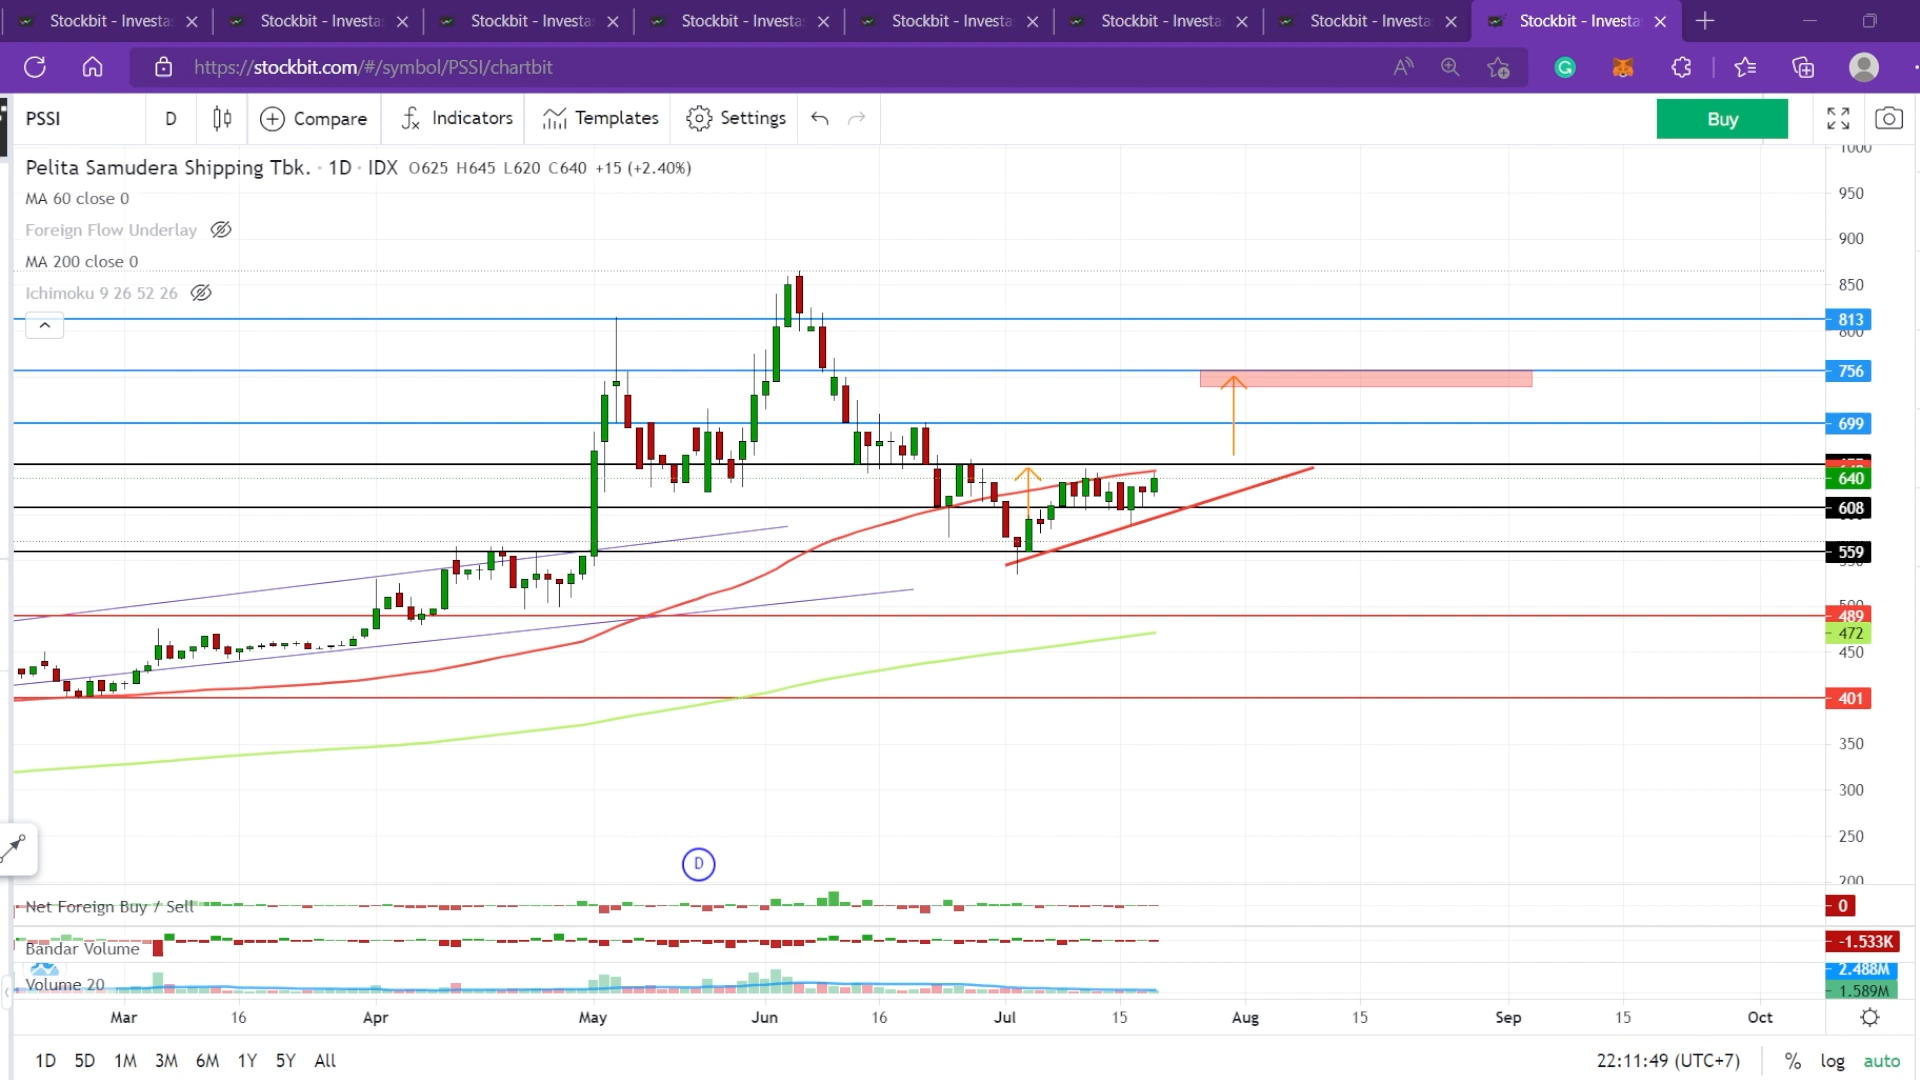 Stockbit - Investa Stockbit - Investa Stockbit - Investa Stockbit - Investa Stockbit - Investa Stockbit - Investa Stockbit - Investa Stockbit - Investa
https://stockbit.com/#/symbol/PSSI/chartbit
PSSI D Compare Indicators Templates Settings Buy
Pelita Samudera Shipping Tbk. · 1D · IDX O625 H645 L620 C640 +15 (+2.40%)
MA 60 close 0
Foreign Flow Underlay
MA 200 close 0
Ichimoku 9 26 52 26
1000
950
900
850
813
800
756
699
640
608
559
550
500
489
472
450
401
350
300
250
200
D
Net Foreign Buy / Sell 0
Bandar Volume -1.533K
Volume 20 2.488M
1.589M
Mar 16 Apr May Jun 16 Jul 15 Aug 15 Sep 15 Oct
1D 5D 1M 3M 6M 1Y 5Y All 22:11:49 (UTC+7) % log auto